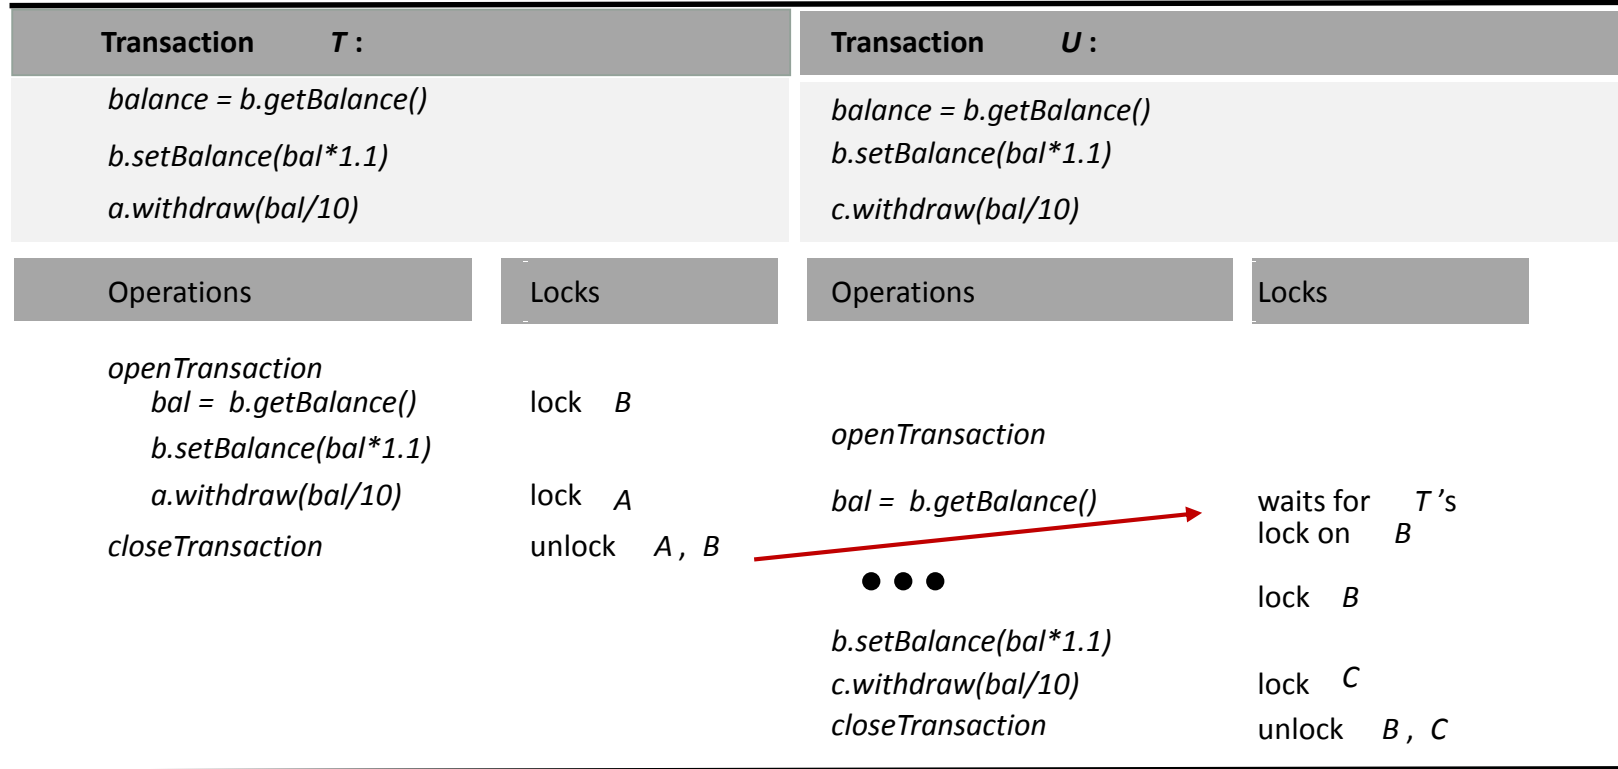 Transaction T : Transaction U :
balance = b.getBalance() balance = b.getBalance()
b.setBalance(bal*1.1) b.setBalance(bal*1.1)
a.withdraw(bal/10) c.withdraw(bal/10)
Operations Locks Operations Locks
openTransaction
bal = b.getBalance() lock B
openTransaction
b.setBalance(bal*1.1)
a.withdraw(bal/10) lock A bal = b.getBalance() waits for T 's
lock on B
closeTransaction unlock A , B
● ● ●
lock B
b.setBalance(bal*1.1)
c.withdraw(bal/10) lock C
closeTransaction unlock B , C